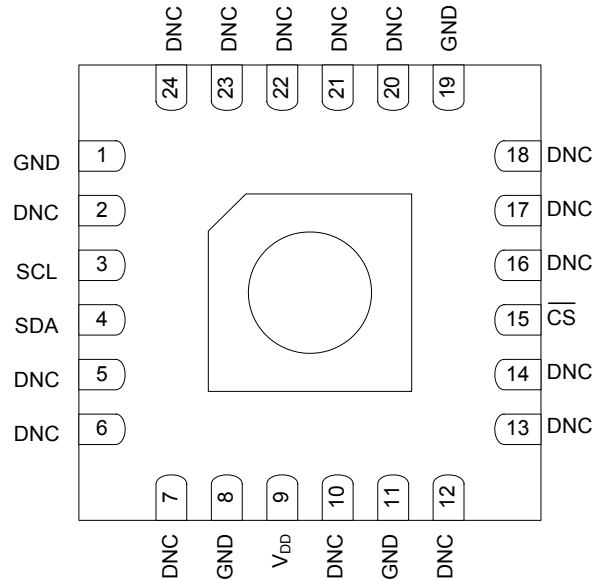 DNC DNC DNC DNC DNC GND
24 23 22 21 20 19
GND 1 18 DNC
DNC 2 17 DNC
SCL 3 16 DNC
SDA 4 15 C̅S̅
DNC 5 14 DNC
DNC 6 13 DNC
7 8 9 10 11 12
DNC GND VDD DNC GND DNC